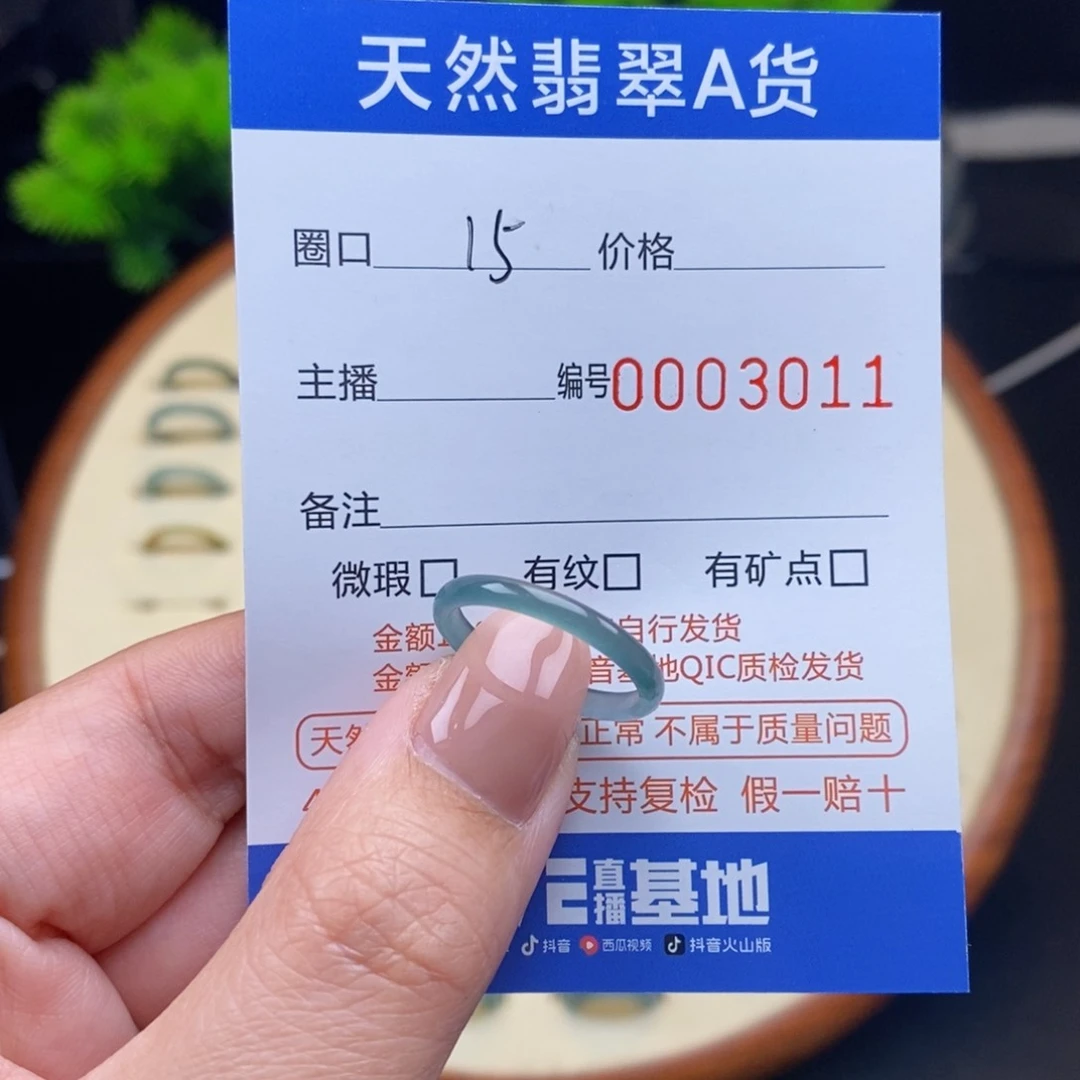 天然翡翠A货
圈口 15 价格
主播 编号0003011
备注
微瑕 有纹 有矿点
金额 自行发货
金额 音基地QIC质检发货
天然 正常 不属于质量问题
支持复检 假一赔十
直播基地
抖音 西瓜视频 抖音火山版